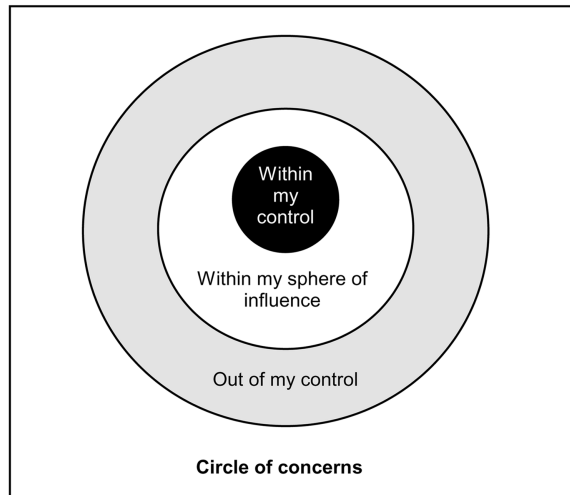 Within
my
control
Within my sphere of
influence
Out of my control
Circle of concerns